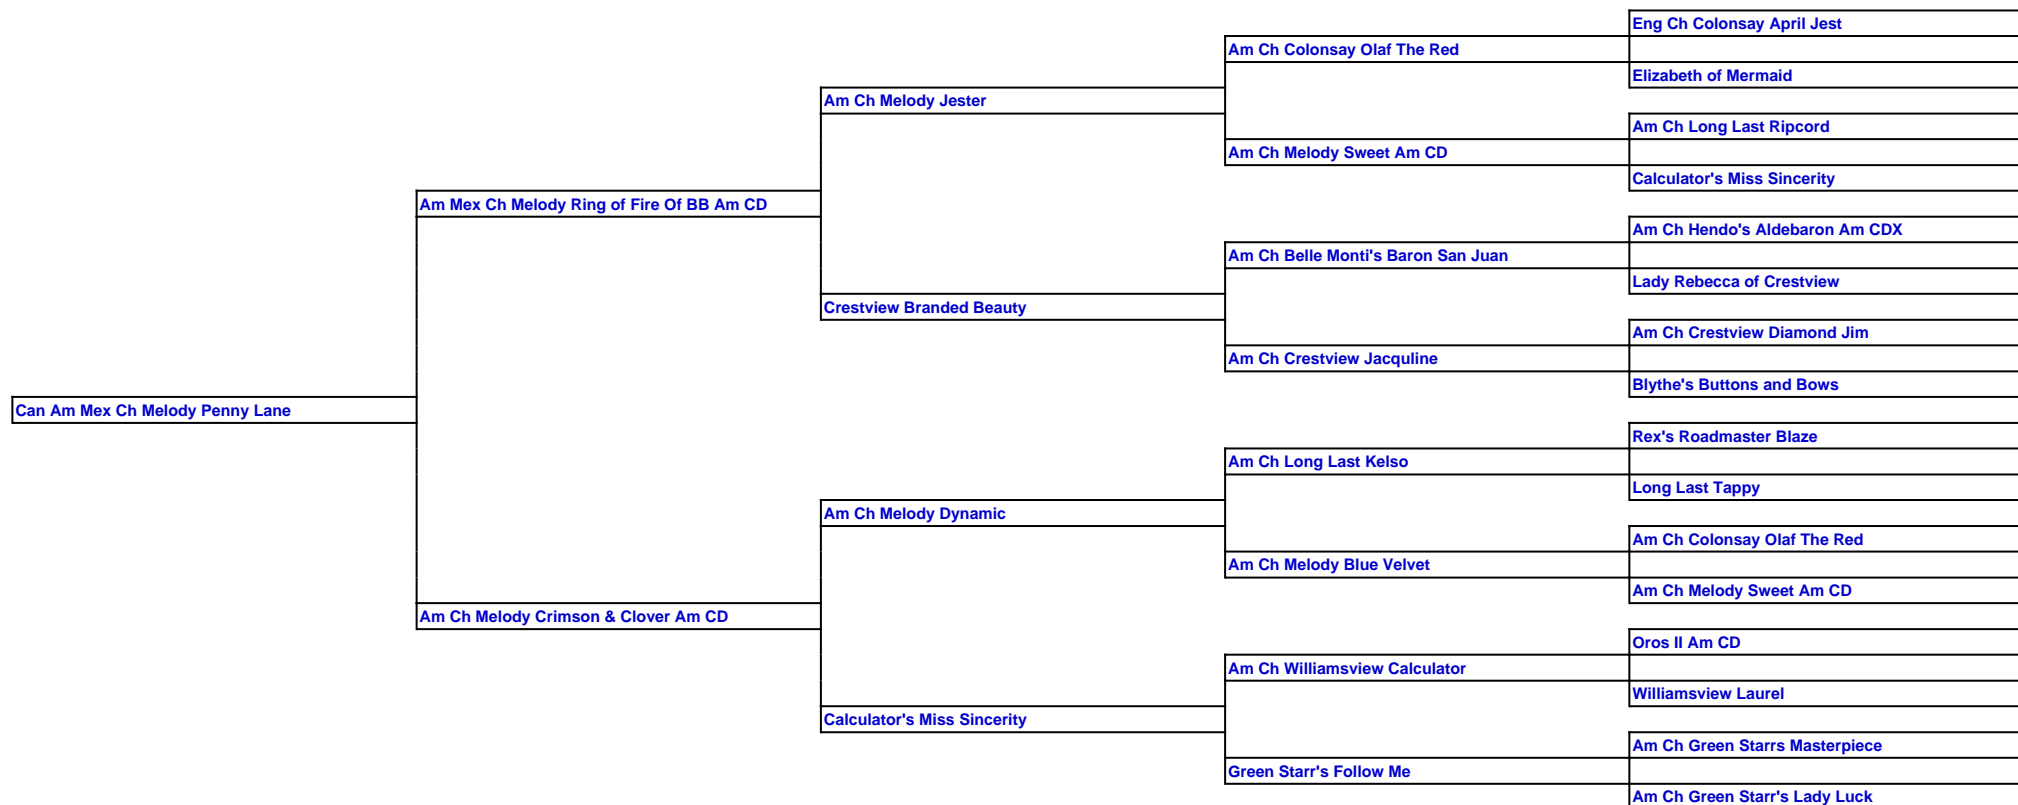 Eng Ch Colonsay April Jest
Am Ch Colonsay Olaf The Red
Elizabeth of Mermaid
Am Ch Melody Jester
Am Ch Long Last Ripcord
Am Ch Melody Sweet Am CD
Calculator's Miss Sincerity
Am Mex Ch Melody Ring of Fire Of BB Am CD
Am Ch Hendo's Aldebaron Am CDX
Am Ch Belle Monti's Baron San Juan
Lady Rebecca of Crestview
Crestview Branded Beauty
Am Ch Crestview Diamond Jim
Am Ch Crestview Jacquline
Blythe's Buttons and Bows
Can Am Mex Ch Melody Penny Lane
Rex's Roadmaster Blaze
Am Ch Long Last Kelso
Long Last Tappy
Am Ch Melody Dynamic
Am Ch Colonsay Olaf The Red
Am Ch Melody Blue Velvet
Am Ch Melody Sweet Am CD
Am Ch Melody Crimson & Clover Am CD
Oros II Am CD
Am Ch Williamsview Calculator
Williamsview Laurel
Calculator's Miss Sincerity
Am Ch Green Starrs Masterpiece
Green Starr's Follow Me
Am Ch Green Starr's Lady Luck